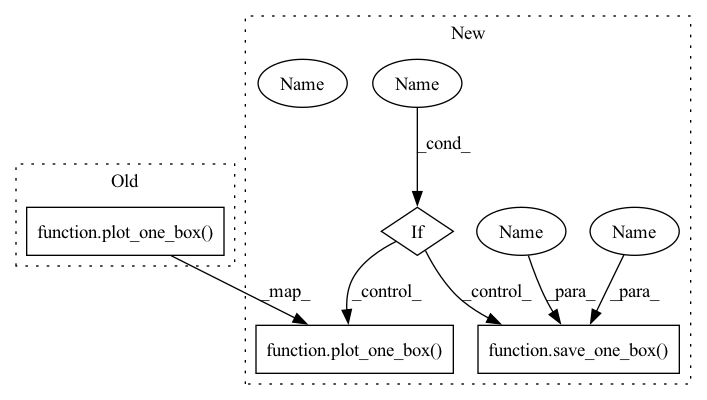 New
Name
Name
_cond_
Old
function.plot_one_box()
If
Name
Name
_map_
_control_
_control_
_para_
_para_
function.plot_one_box()
function.save_one_box()